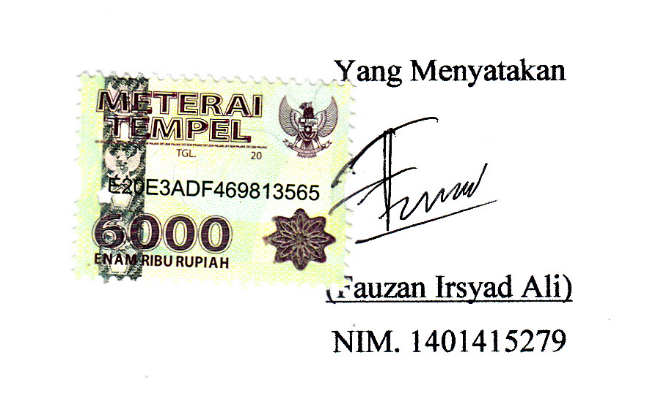 Yang Menyatakan
METERAI
TEMPEL
TGL. 20
E20E3ADF469813565
6000
ENAM RIBU RUPIAH
(Fauzan Irsyad Ali)
NIM. 1401415279